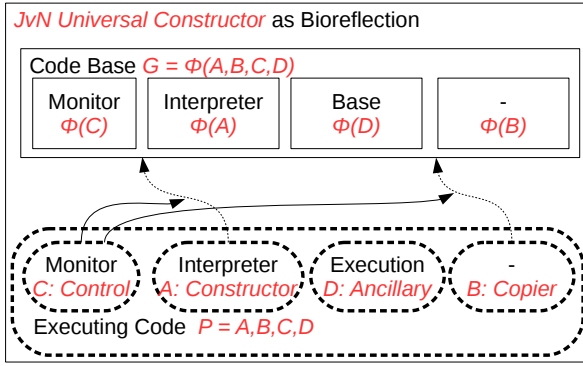 JvN Universal Constructor as Bioreflection
Code Base G = Φ(A,B,C,D)
Monitor Interpreter Base -
Φ(C) Φ(A) Φ(D) Φ(B)
Monitor Interpreter Execution -
C: Control A: Constructor D: Ancillary B: Copier
Executing Code P = A,B,C,D